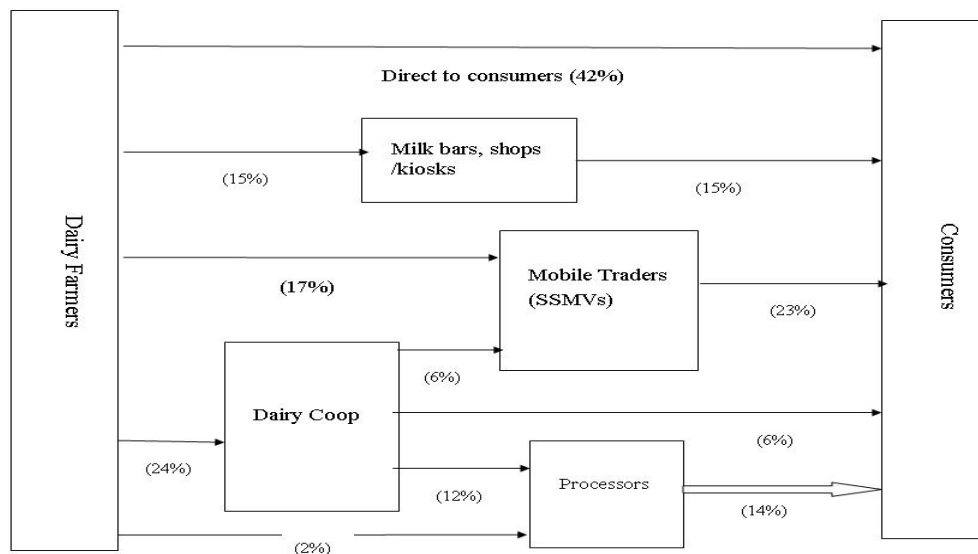 Direct to consumers (42%)
Milk bars, shops
/kiosks
(15%)
(15%)
Dairy Farmers
Consumers
(17%)
Mobile Traders
(SSMVs)
(23%)
(6%)
Dairy Coop
(6%)
(24%)
(12%)
Processors
(14%)
(2%)